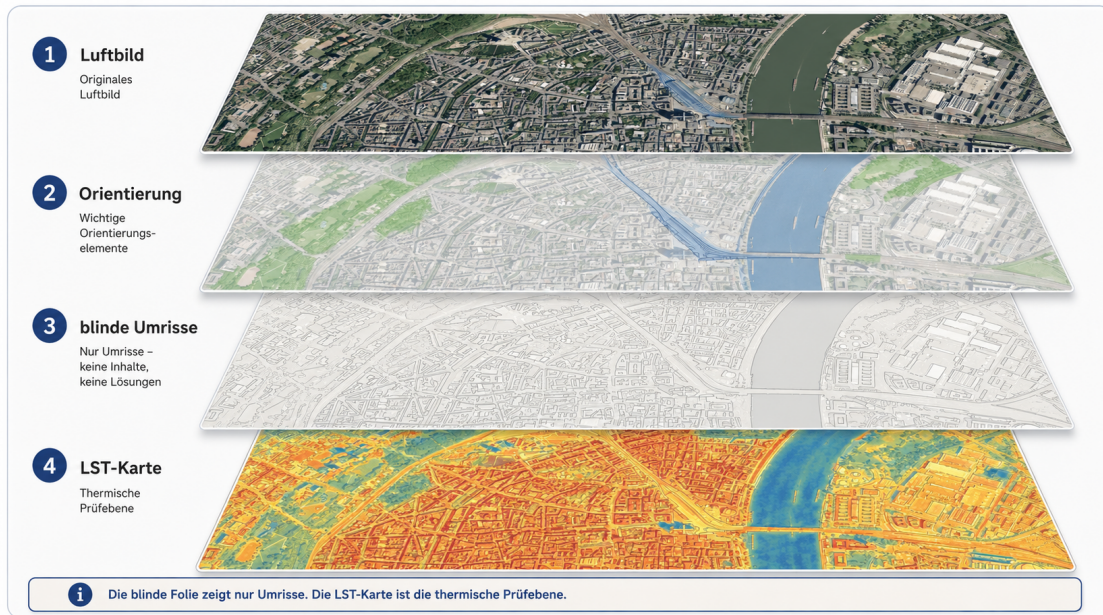 1
Luftbild
Originales
Luftbild
2
Orientierung
Wichtige
Orientierungs-
elemente
3
blinde Umrisse
Nur Umrisse –
keine Inhalte,
keine Lösungen
4
LST-Karte
Thermische
Prüfebene
i
Die blinde Folie zeigt nur Umrisse. Die LST-Karte ist die thermische Prüfebene.